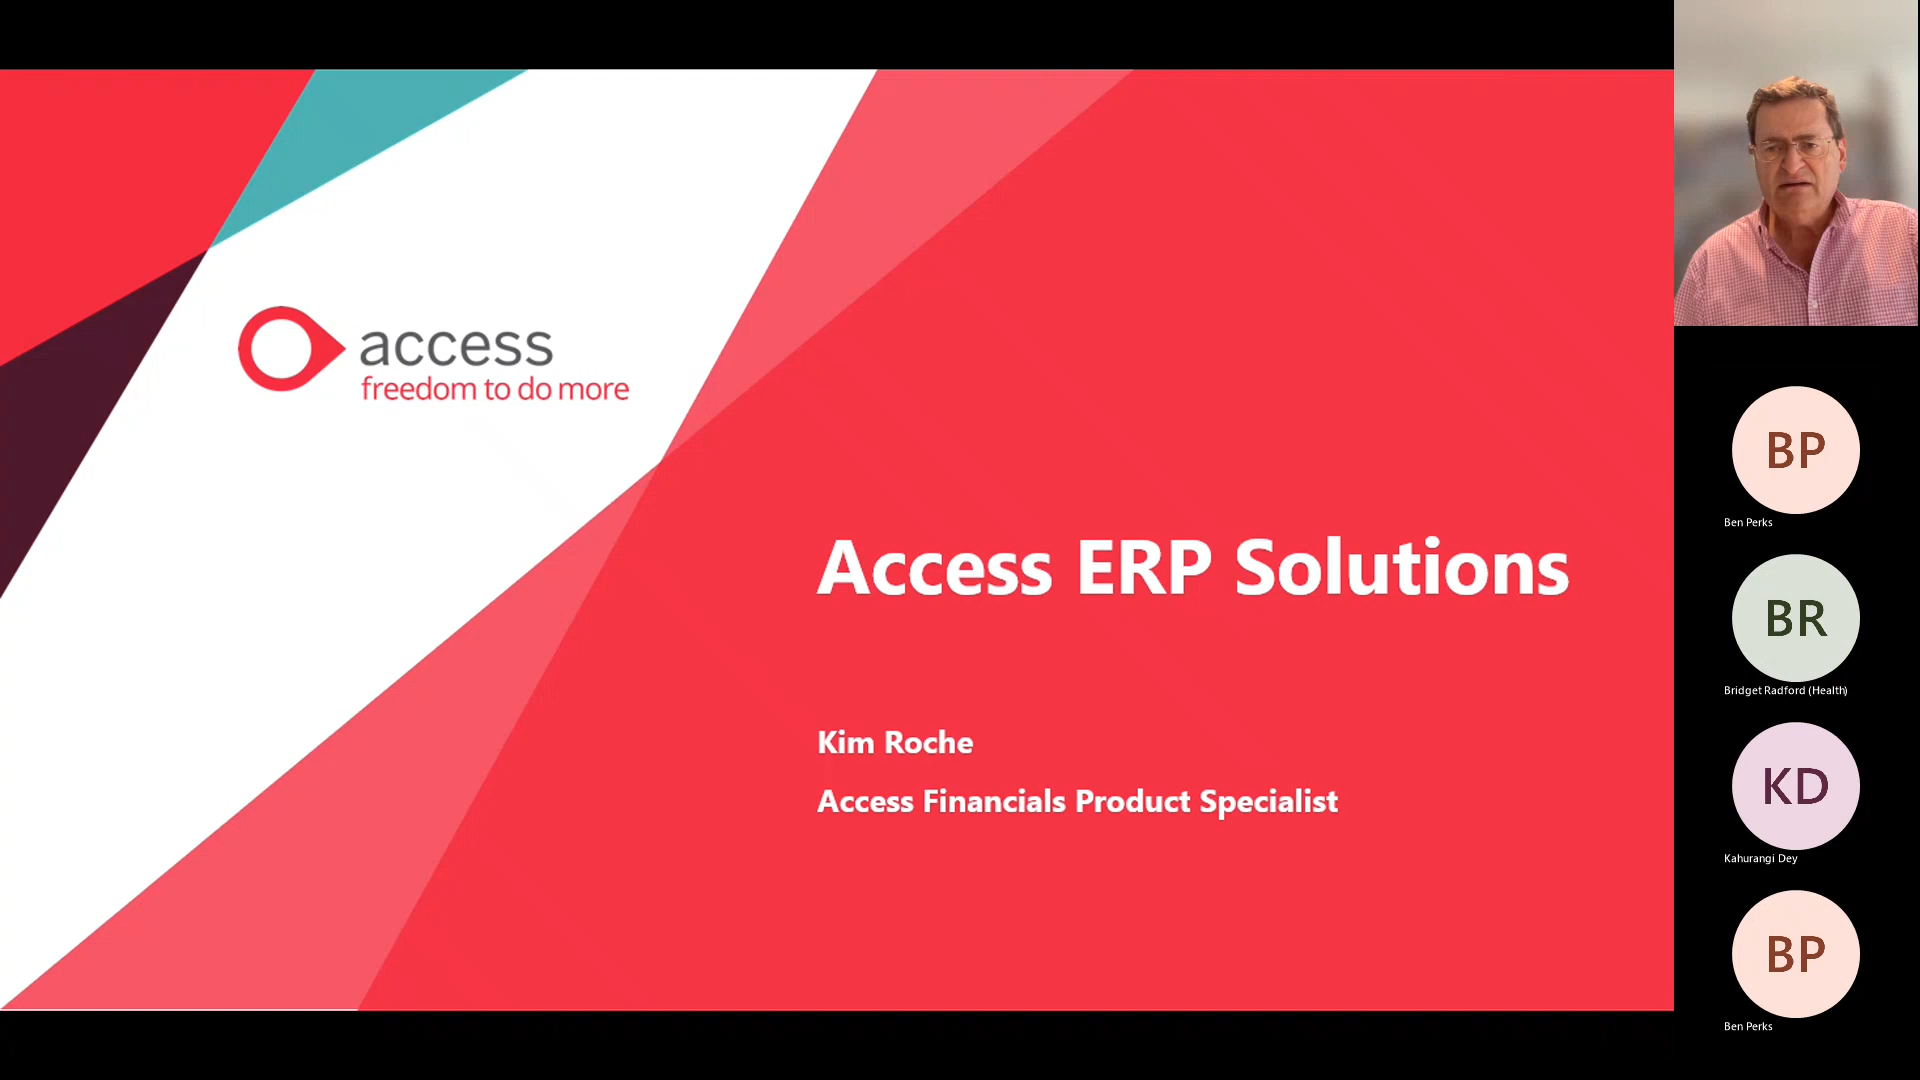 access
freedom to do more
Access ERP Solutions
Kim Roche
Access Financials Product Specialist
BP
Ben Perks
BR
Bridget Radford (Health)
KD
Kahurangi Dey
BP
Ben Perks